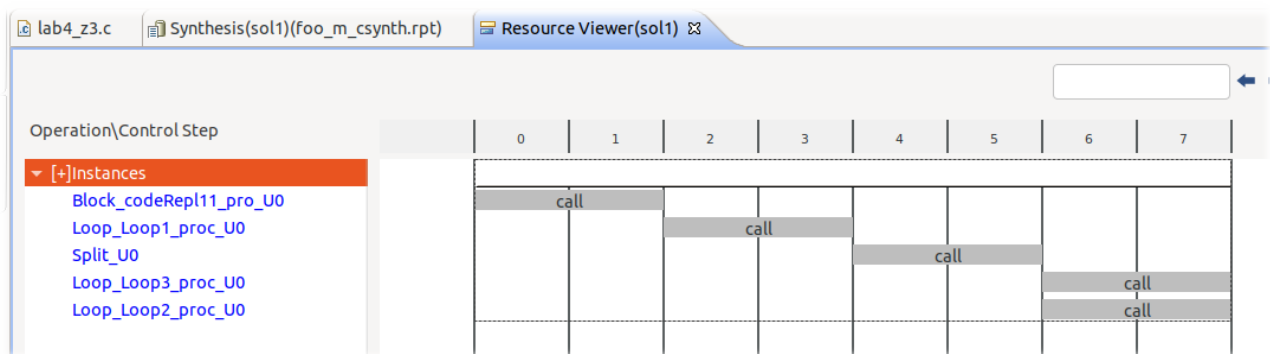 lab4_z3.c Synthesis(sol1)(foo_m_csynth.rpt) Resource Viewer(sol1)
Operation\Control Step 0 1 2 3 4 5 6 7
[+]Instances
Block_codeRepl11_pro_U0 call
Loop_Loop1_proc_U0 call
Split_U0 call
Loop_Loop3_proc_U0 call
Loop_Loop2_proc_U0 call